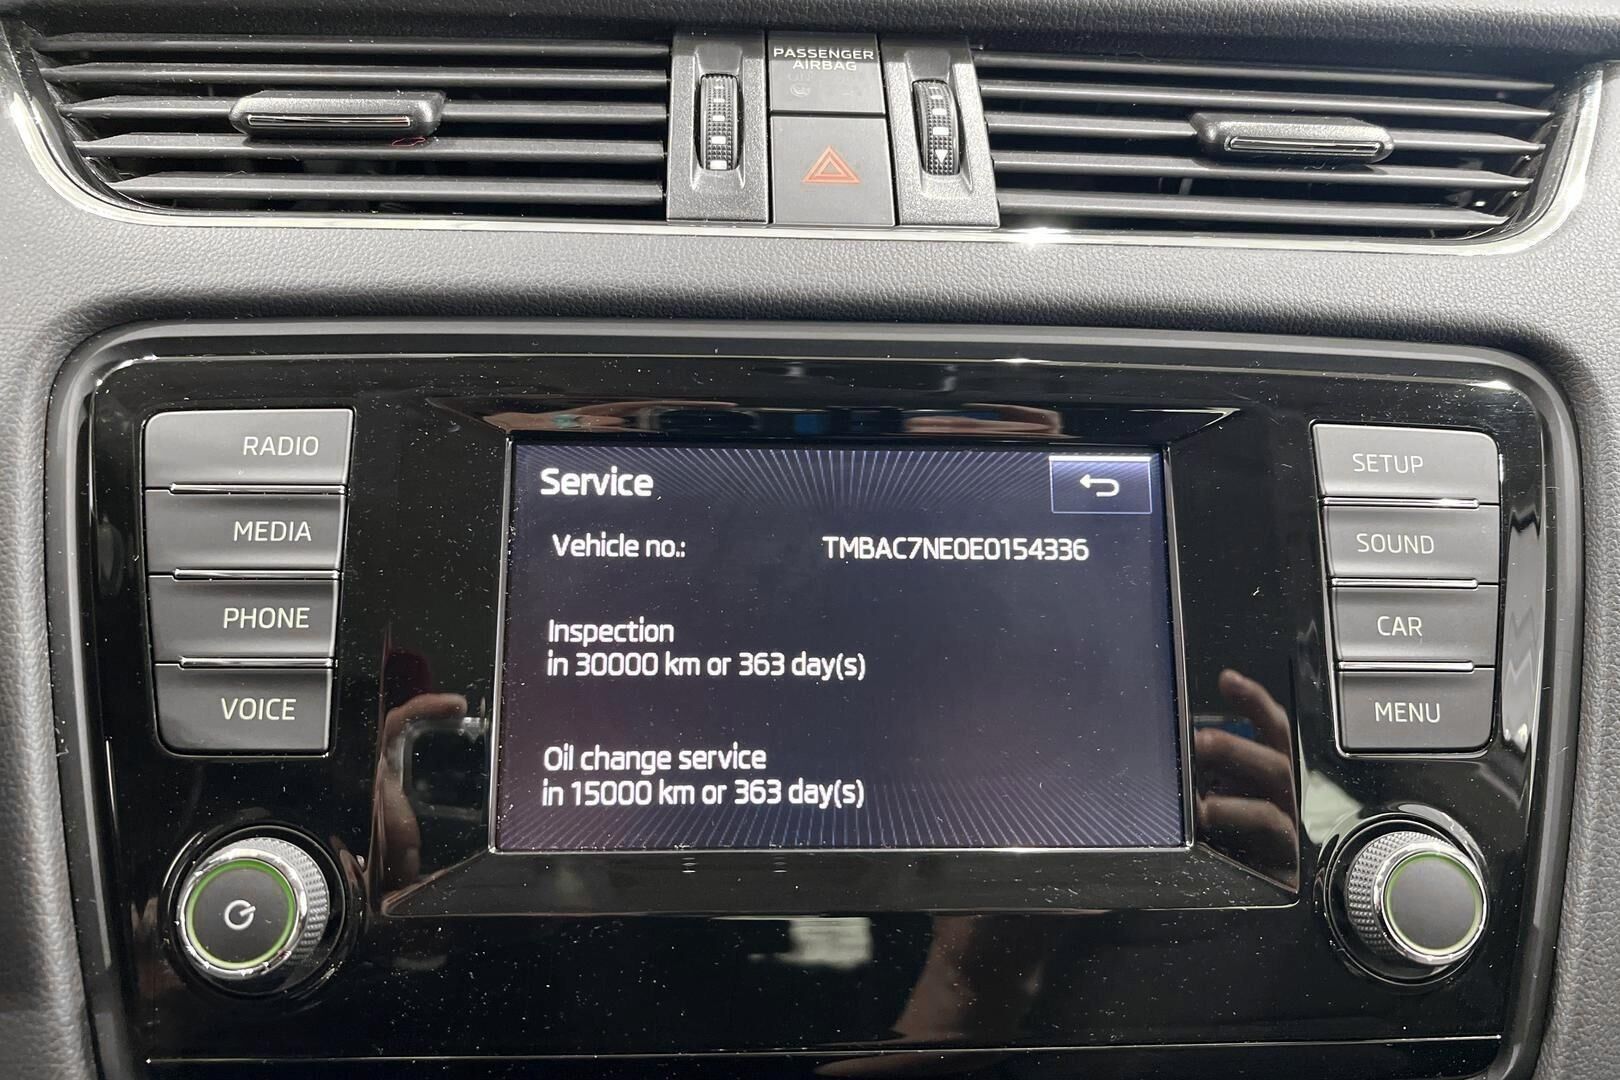 PASSENGER
AIRBAG
RADIO
MEDIA
PHONE
VOICE
Service
Vehicle no.: TMBAC7NE0E0154336
Inspection
in 30000 km or 363 day(s)
Oil change service
in 15000 km or 363 day(s)
SETUP
SOUND
CAR
MENU